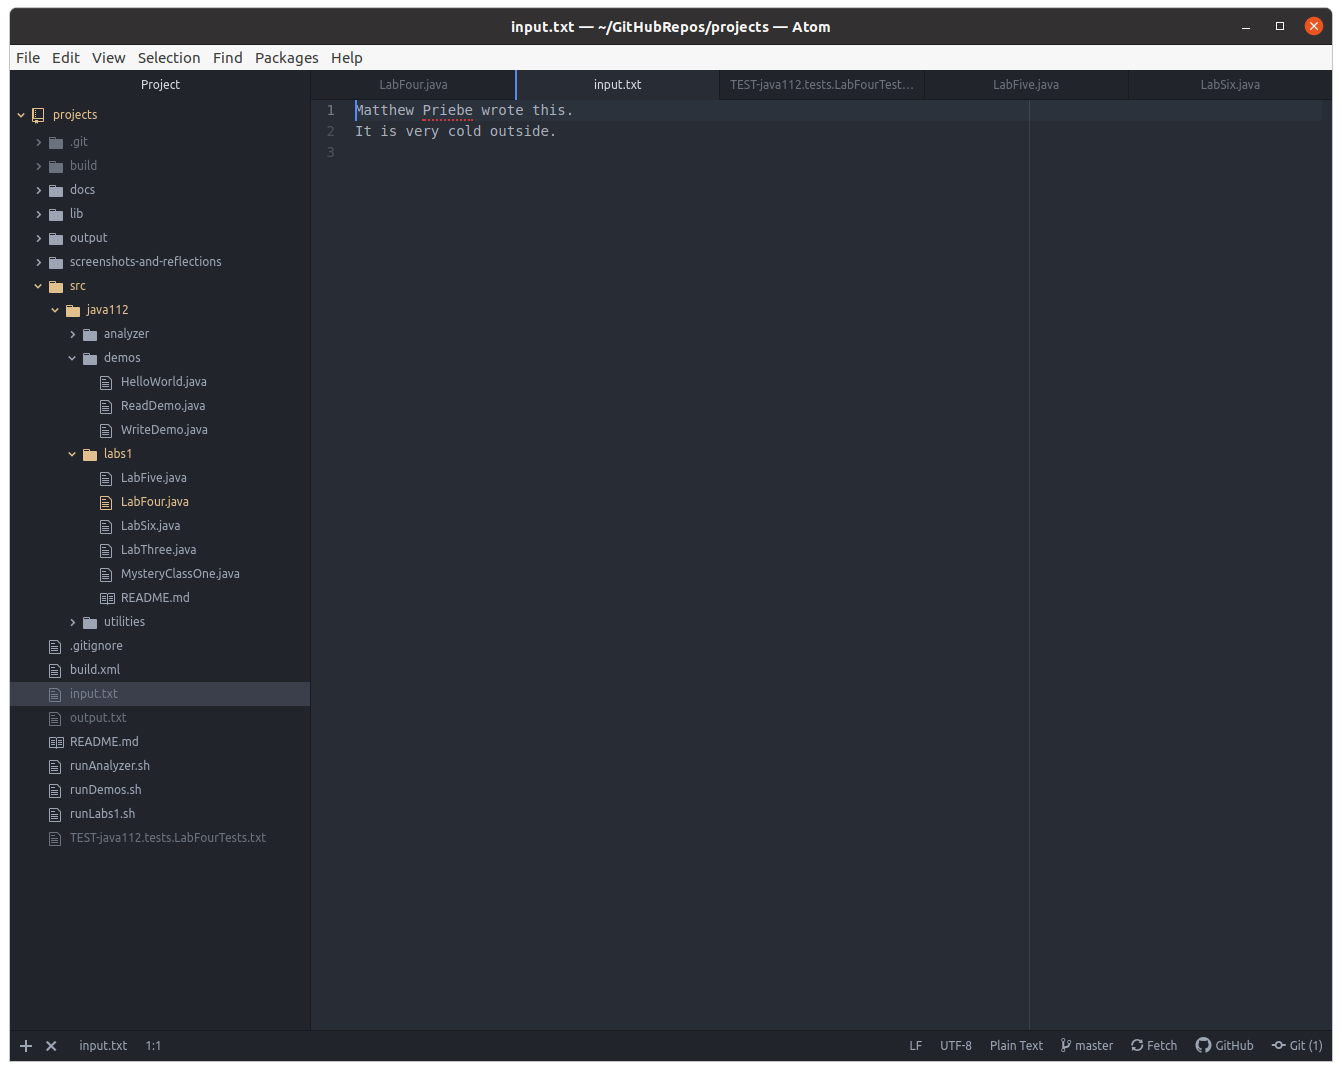 input.txt — ~/GitHubRepos/projects — Atom
File Edit View Selection Find Packages Help
Project
LabFour.java
input.txt
TEST-java112.tests.LabFourTest…
LabFive.java
LabSix.java
projects
.git
build
docs
lib
output
screenshots-and-reflections
src
java112
analyzer
demos
HelloWorld.java
ReadDemo.java
WriteDemo.java
labs1
LabFive.java
LabFour.java
LabSix.java
LabThree.java
MysteryClassOne.java
README.md
utilities
.gitignore
build.xml
input.txt
output.txt
README.md
runAnalyzer.sh
runDemos.sh
runLabs1.sh
TEST-java112.tests.LabFourTests.txt
1 Matthew Priebe wrote this.
2 It is very cold outside.
3
input.txt 1:1
LF UTF-8 Plain Text master Fetch GitHub Git (1)